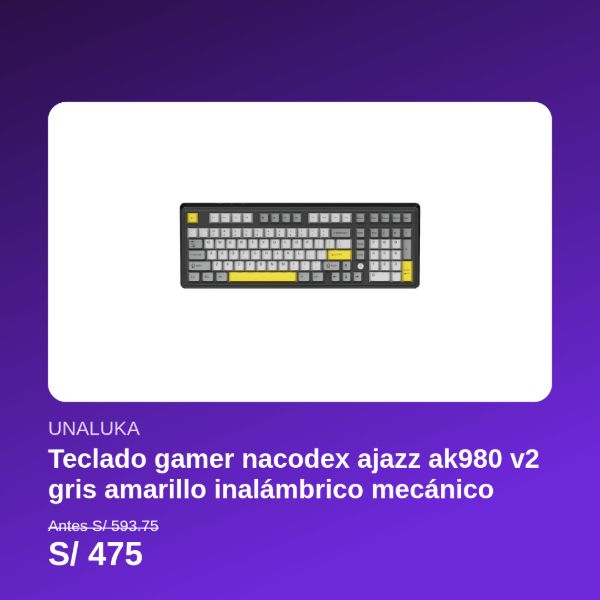 UNALUKA
Teclado gamer nacodex ajazz ak980 v2
gris amarillo inalámbrico mecánico
Antes S/ 593.75
S/ 475